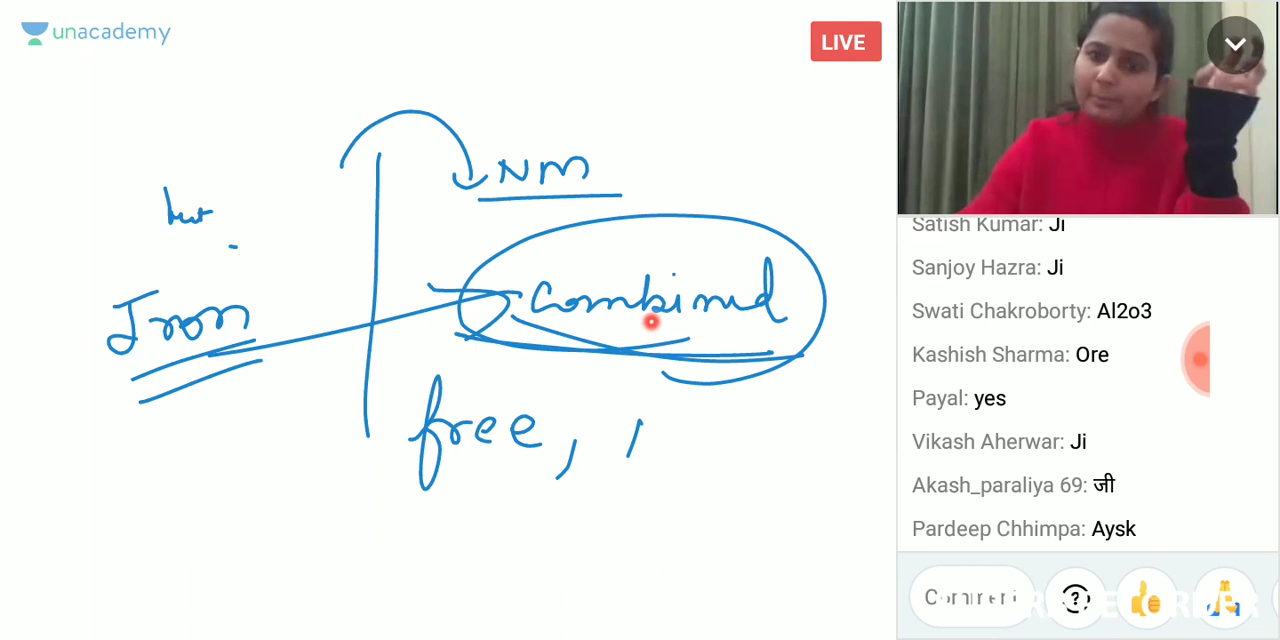 unacademy
LIVE
NM
but
Iron
Combined
free, ,
Satish Kumar: Ji
Sanjoy Hazra: Ji
Swati Chakroborty: Al2o3
Kashish Sharma: Ore
Payal: yes
Vikash Aherwar: Ji
Akash_paraliya 69: जी
Pardeep Chhimpa: Aysk